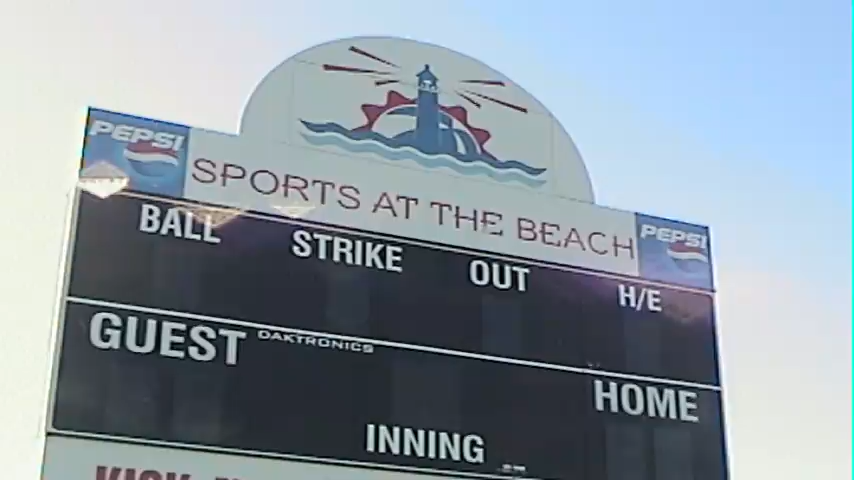 PEPSI
SPORTS AT THE BEACH
PEPSI
BALL STRIKE OUT H/E
GUEST DAKTRONICS HOME
INNING